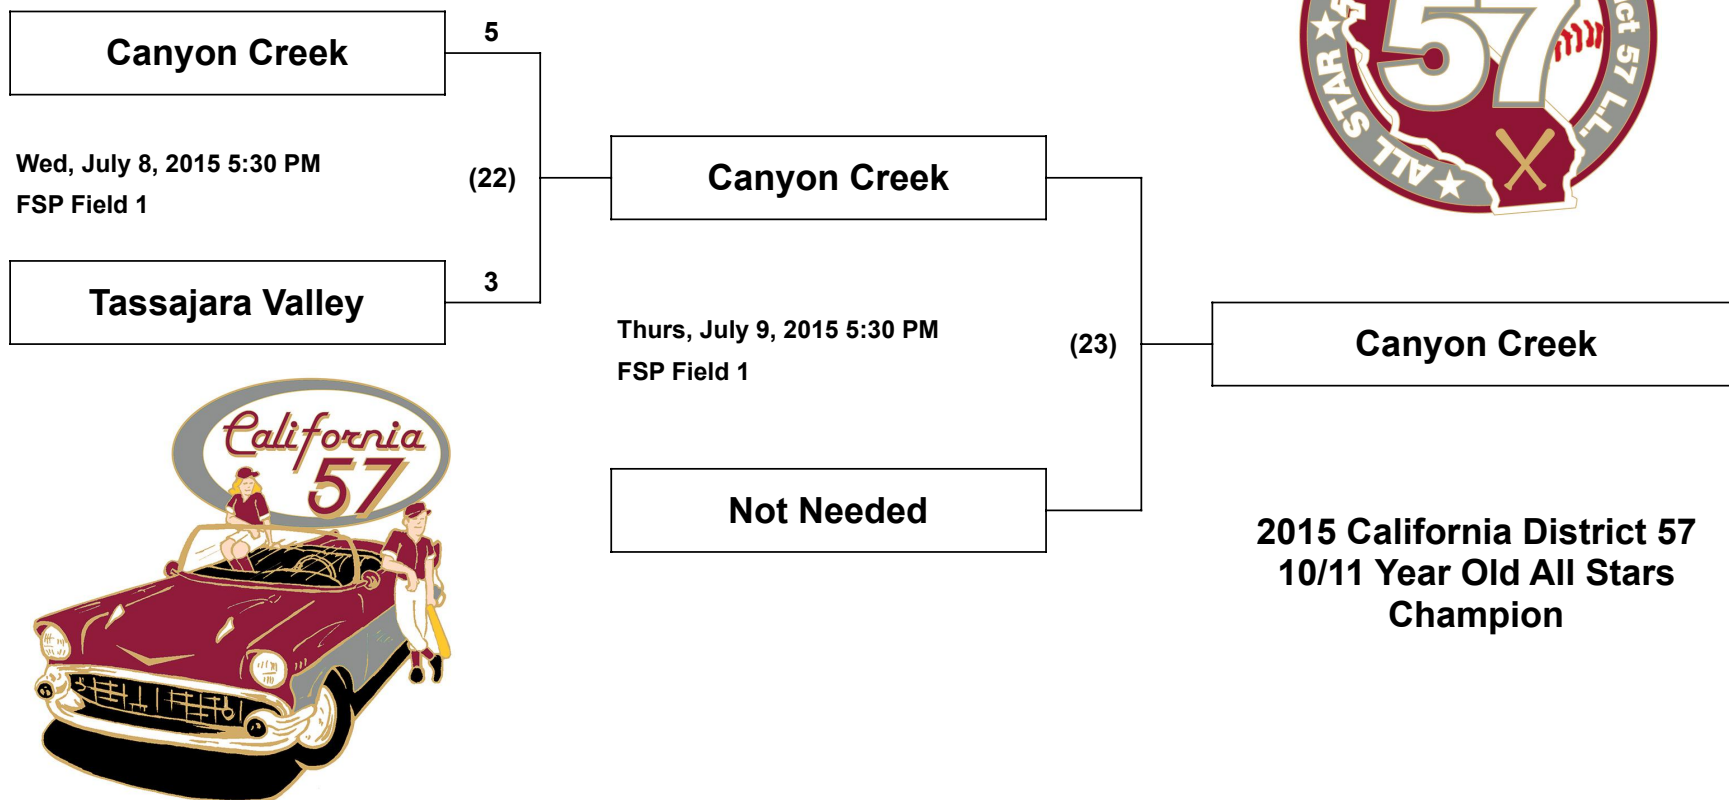 Canyon Creek
5
Wed, July 8, 2015 5:30 PM
FSP Field 1
(22)
Tassajara Valley
3
Canyon Creek
Thurs, July 9, 2015 5:30 PM
FSP Field 1
(23)
Not Needed
Canyon Creek
2015 California District 57
10/11 Year Old All Stars
Champion
California
57
57
ALL STAR
57 L.L.